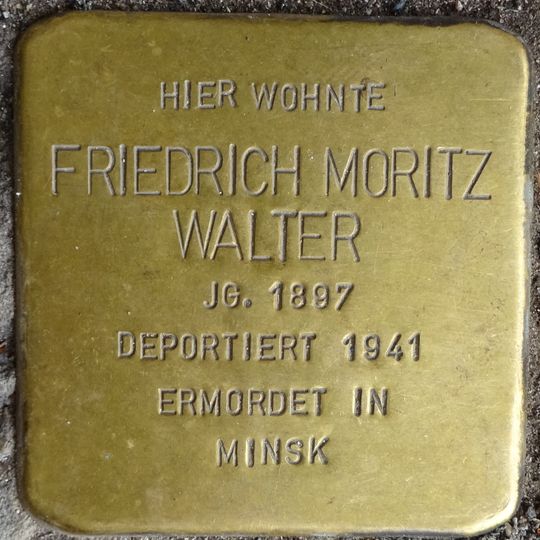 HIER WOHNTE
FRIEDRICH MORITZ
WALTER
JG. 1897
DEPORTIERT 1941
ERMORDET IN
MINSK